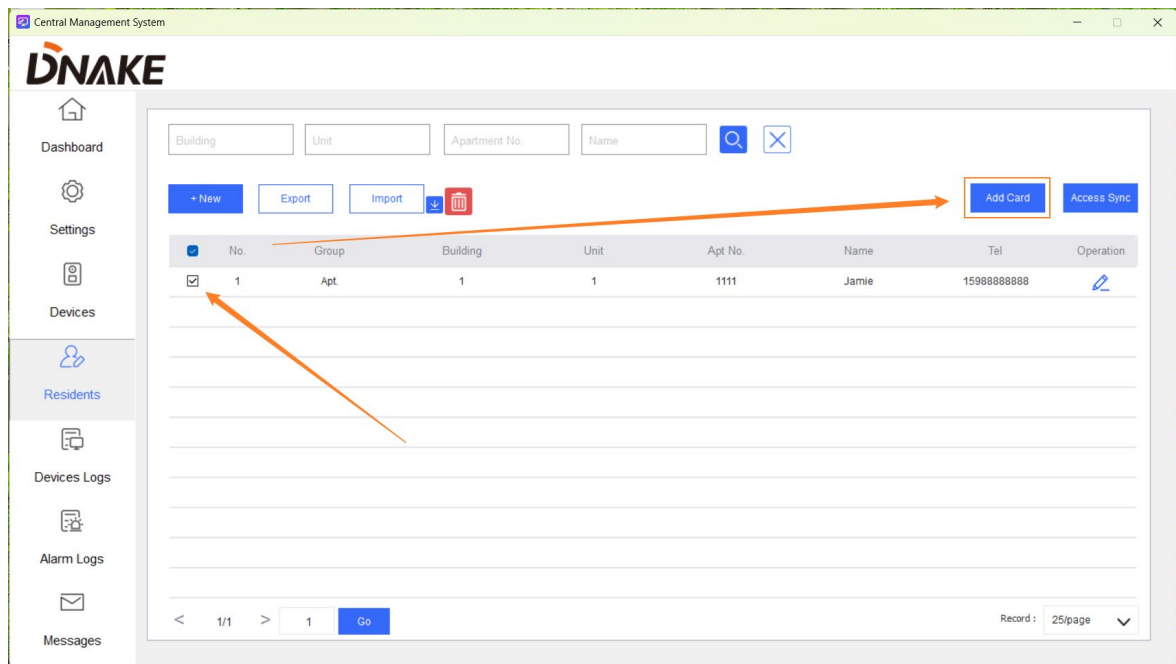 Central Management System
DNAKE
Dashboard
Settings
Devices
Residents
Devices Logs
Alarm Logs
Messages
Building Unit Apartment No. Name
+ New Export Import Add Card Access Sync
No. Group Building Unit Apt No. Name Tel Operation
1 Apt. 1 1 1111 Jamie 15988888888
< 1/1 > 1 Go Record : 25/page